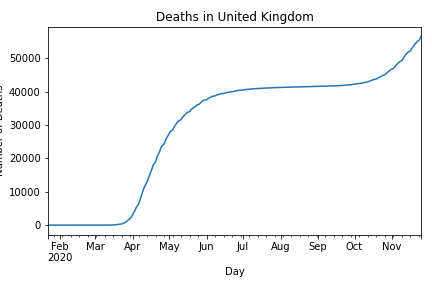 Deaths in United Kingdom
Number of Deaths
50000
40000
30000
20000
10000
0
Feb Mar Apr May Jun Jul Aug Sep Oct Nov
2020
Day